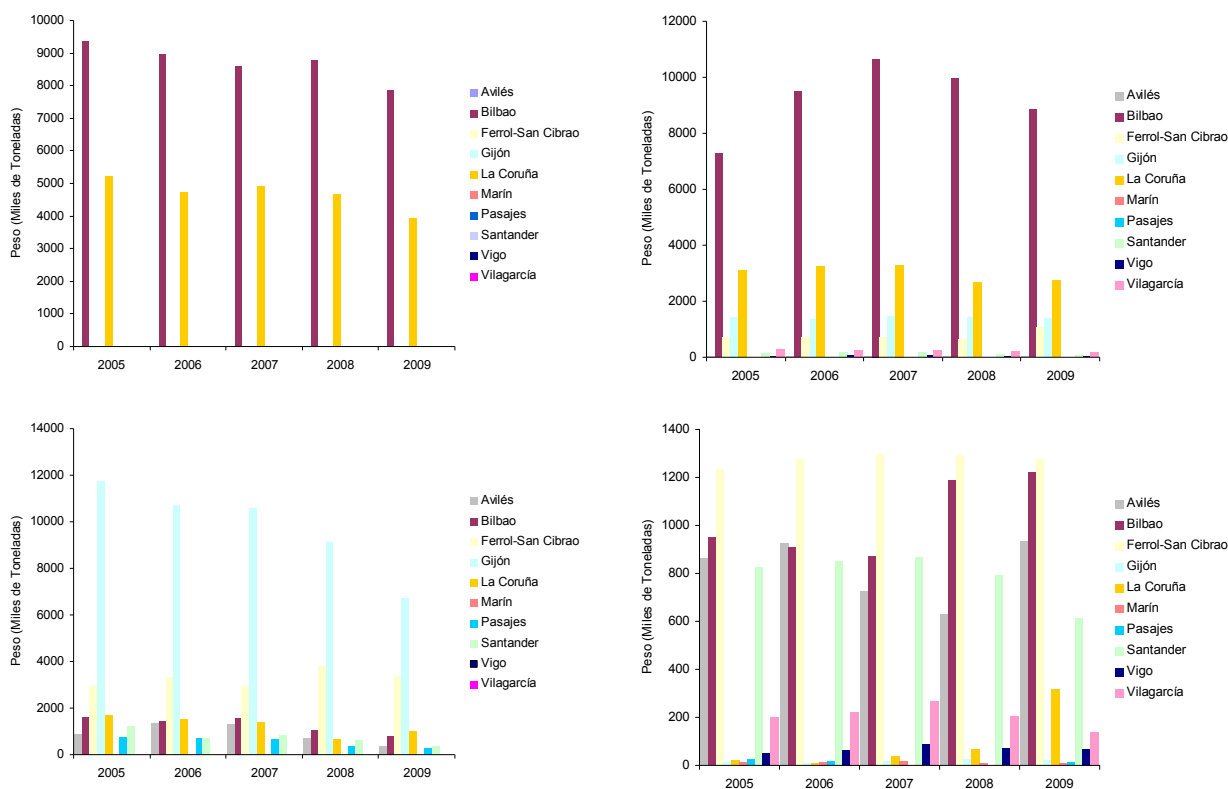 Peso (Miles de Toneladas)
10000
9000
8000
7000
6000
5000
4000
3000
2000
1000
0
2005 2006 2007 2008 2009
Avilés
Bilbao
Ferrol-San Cibrao
Gijón
La Coruña
Marín
Pasajes
Santander
Vigo
Vilagarcía
Peso (Miles de Toneladas)
12000
10000
8000
6000
4000
2000
0
2005 2006 2007 2008 2009
Avilés
Bilbao
Ferrol-San Cibrao
Gijón
La Coruña
Marín
Pasajes
Santander
Vigo
Vilagarcía
Peso (Miles de Toneladas)
14000
12000
10000
8000
6000
4000
2000
0
2005 2006 2007 2008 2009
Avilés
Bilbao
Ferrol-San Cibrao
Gijón
La Coruña
Marín
Pasajes
Santander
Vigo
Vilagarcía
Peso (Miles de Toneladas)
1400
1200
1000
800
600
400
200
0
2005 2006 2007 2008 2009
Avilés
Bilbao
Ferrol-San Cibrao
Gijón
La Coruña
Marín
Pasajes
Santander
Vigo
Vilagarcía